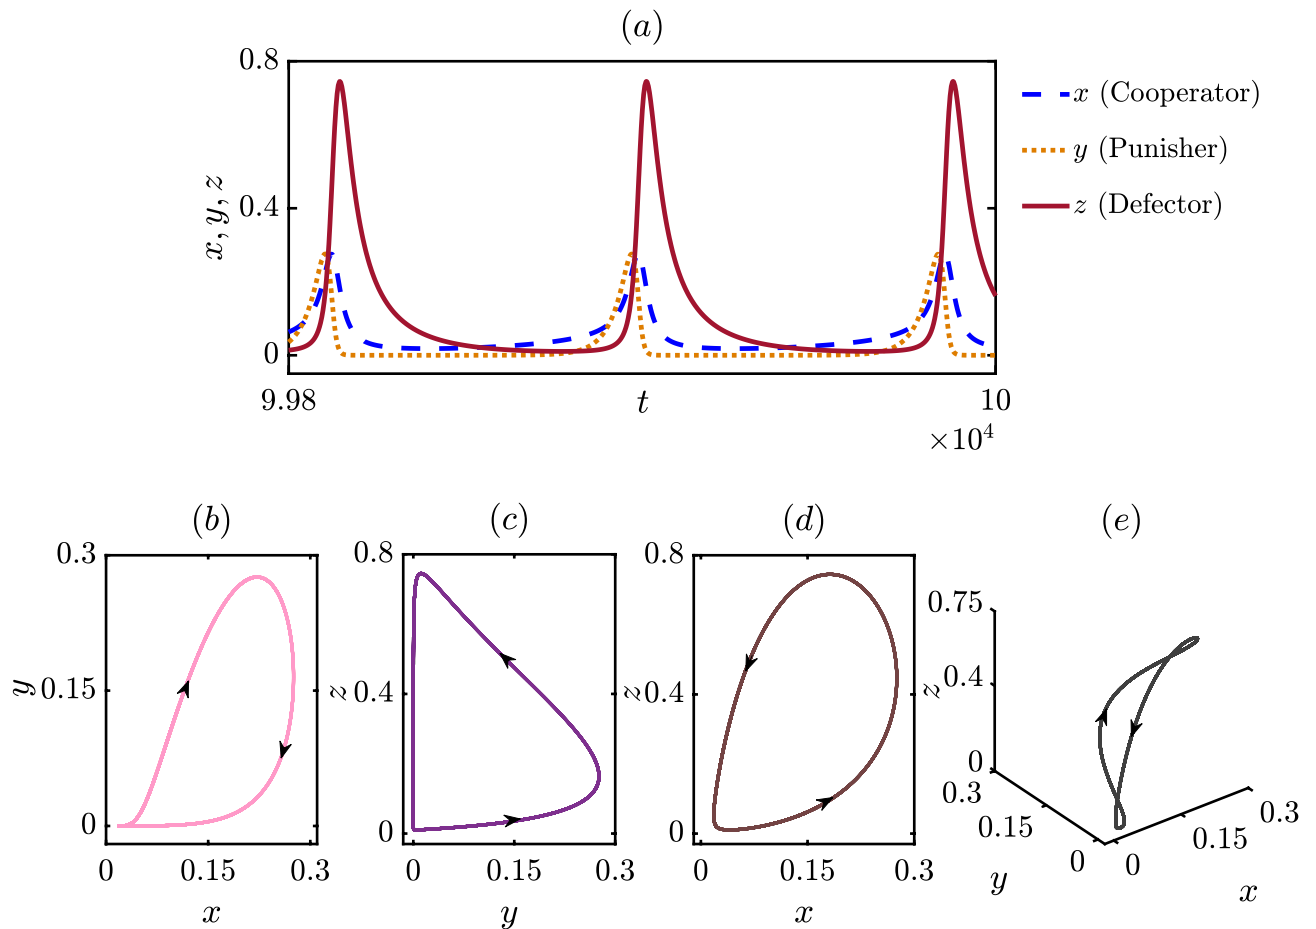 (a)
0.8
0.4
0
x, y, z
9.98
t
10
×10⁴
x (Cooperator)
y (Punisher)
z (Defector)
(b)
0.3
0.15
0
y
0
0.15
0.3
x
(c)
0.8
0.4
0
z
0
0.15
0.3
y
(d)
0.8
0.4
0
z
0
0.15
0.3
x
(e)
0.75
0.4
0
z
0.3
0.15
0
y
0
0.15
0.3
x